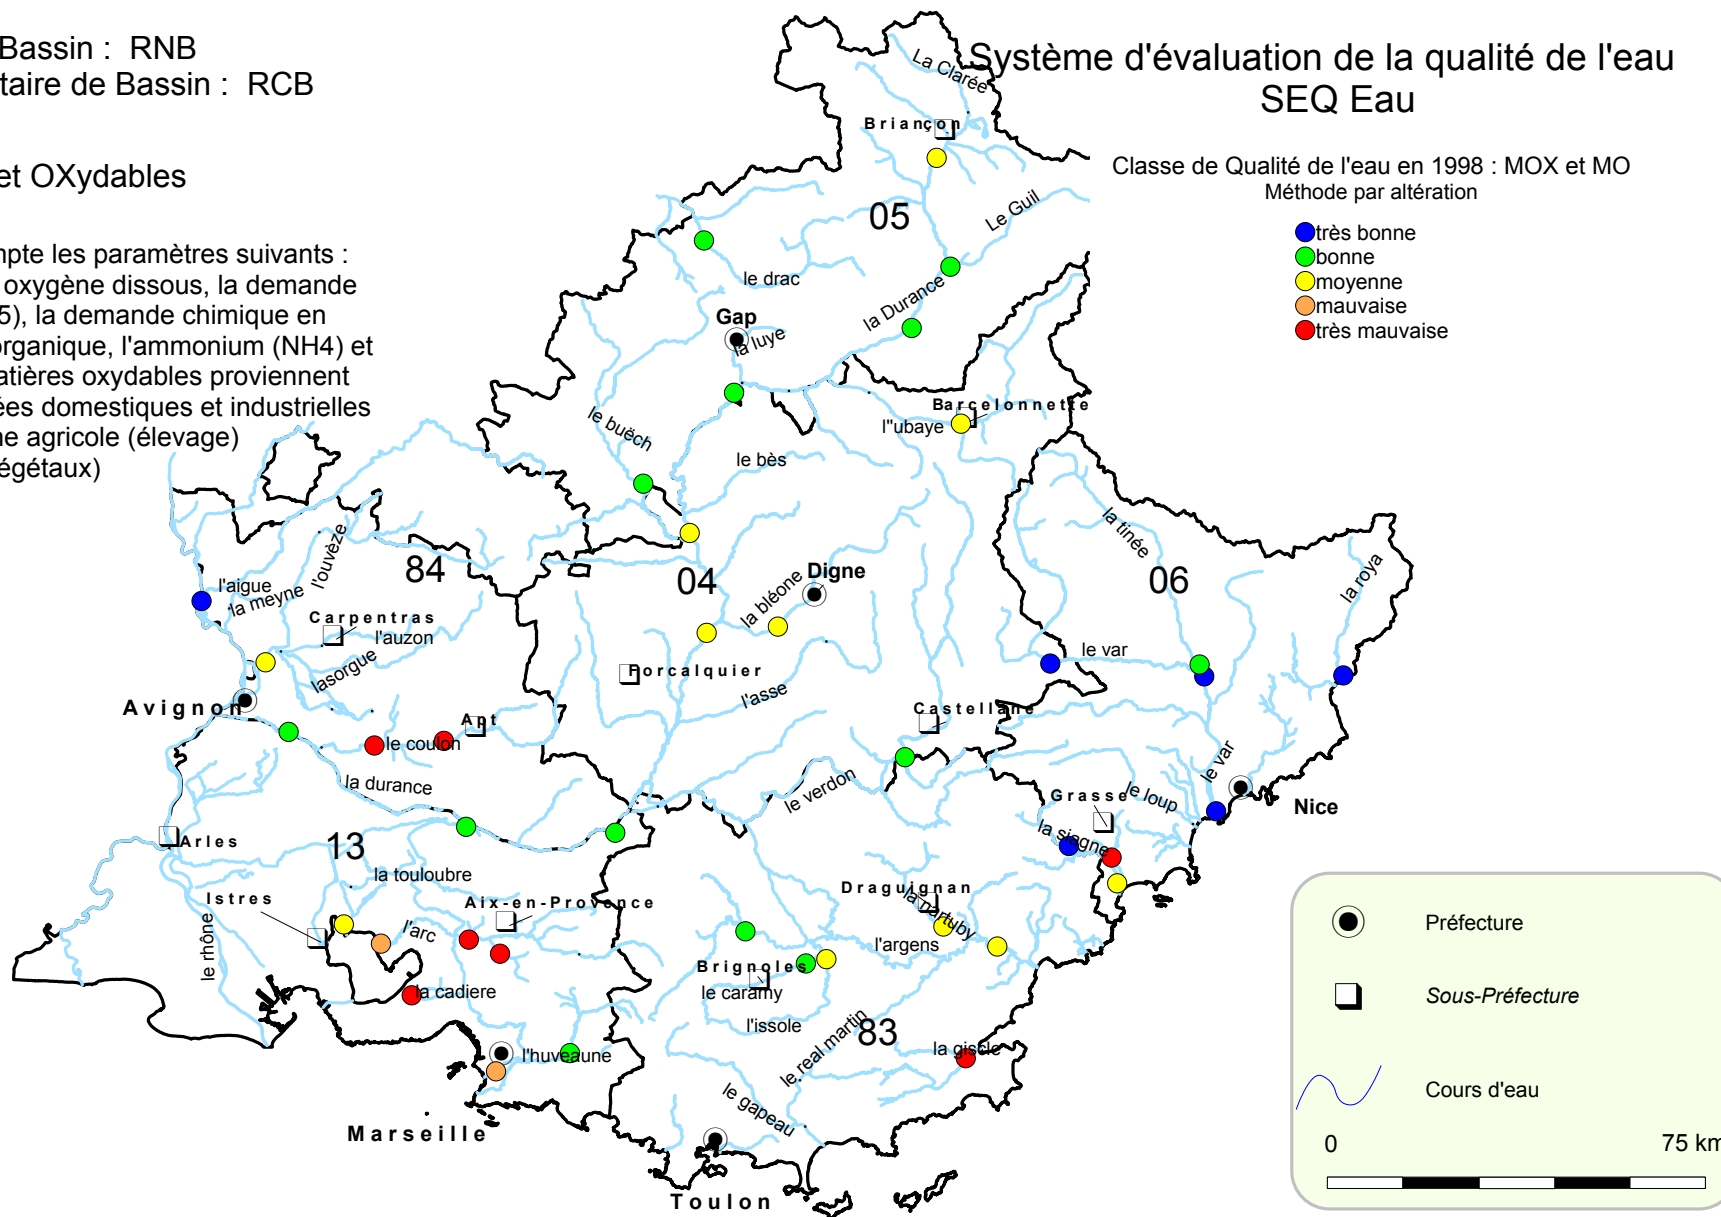 Bassin : RNB
taire de Bassin : RCB
et OXydables
mpte les paramètres suivants :
oxygène dissous, la demande
5), la demande chimique en
organique, l'ammonium (NH4) et
atières oxydables proviennent
ées domestiques et industrielles
ne agricole (élevage)
égétaux)
Système d'évaluation de la qualité de l'eau
SEQ Eau
Classe de Qualité de l'eau en 1998 : MOX et MO
Méthode par altération
très bonne
bonne
moyenne
mauvaise
très mauvaise
La Clarée
Briançon
05
Le Guil
le drac
la Durance
Gap
la luye
Barcelonnette
l''ubaye
le buëch
le bès
la tinée
l'ouvèze
84
04
Digne
06
la roya
l'aigue
la meyne
la bléone
Carpentras
l'auzon
lasorgue
Forcalquier
le var
l'asse
Avignon
Apt
Castellane
le coulon
la durance
le verdon
le var
le loup
Grasse
Nice
la siagne
Arles
13
la touloubre
Draguignan
la nartuby
Istres
Aix-en-Provence
l'arc
l'argens
le rhône
Brignoles
la cadiere
le caramy
l'issole
le real martin
83
la giscle
l'huveaune
le gapeau
Marseille
Toulon
Préfecture
Sous-Préfecture
Cours d'eau
0 75 km